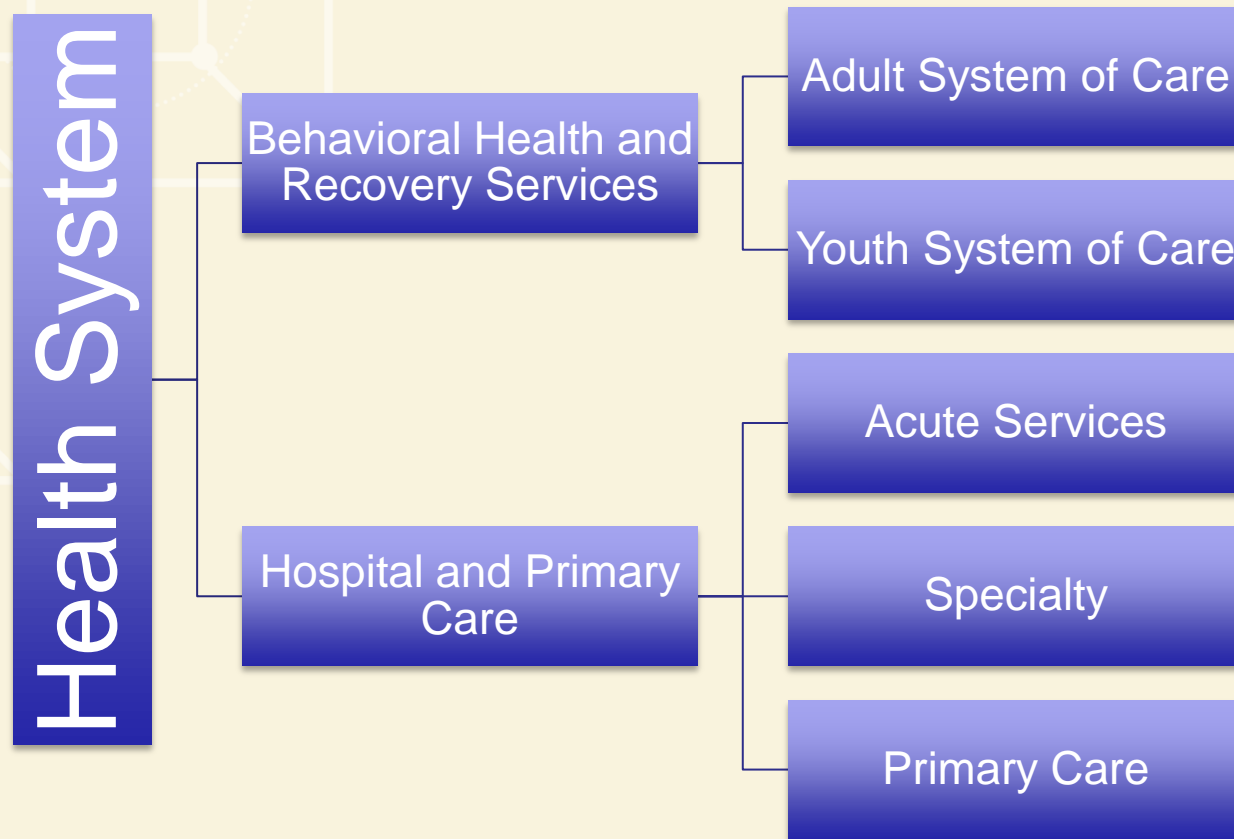 Health System
Behavioral Health and
Recovery Services
Adult System of Care
Youth System of Care
Hospital and Primary
Care
Acute Services
Specialty
Primary Care